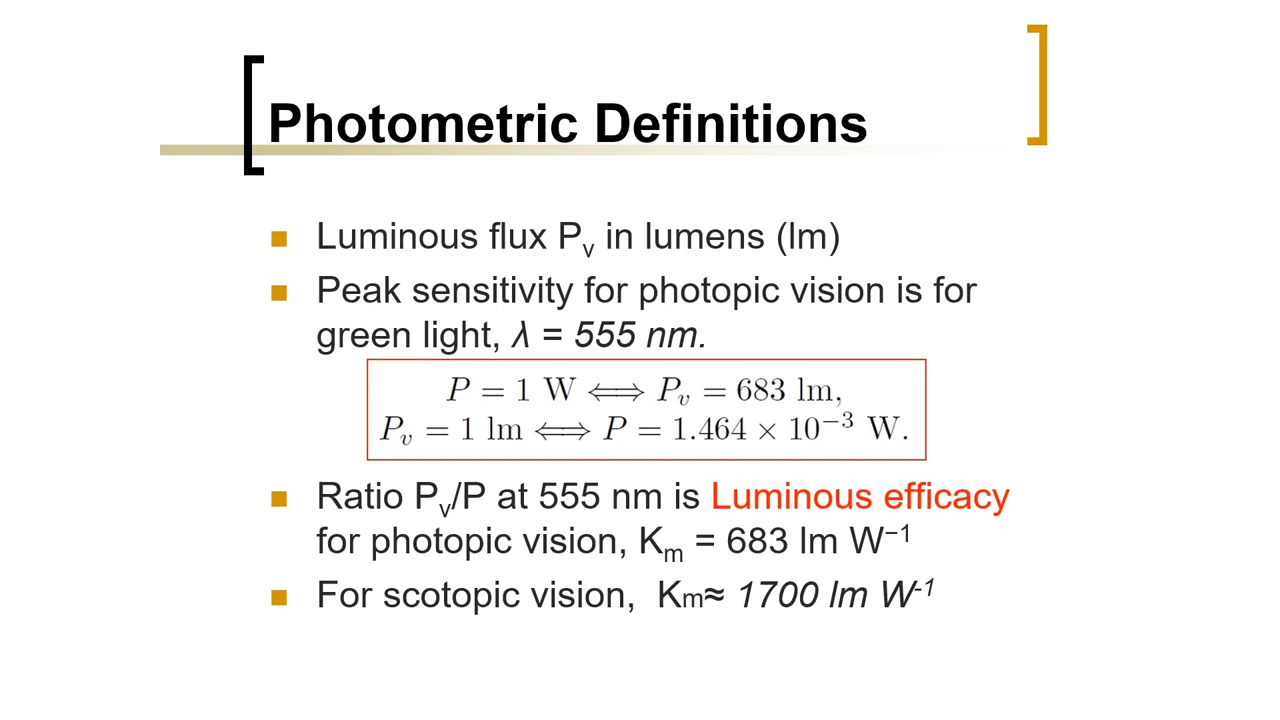 Photometric Definitions
Luminous flux Pv in lumens (lm)
Peak sensitivity for photopic vision is for
green light, λ = 555 nm.
P = 1 W ⟺ Pv = 683 lm,
Pv = 1 lm ⟺ P = 1.464 × 10⁻³ W.
Ratio Pv/P at 555 nm is Luminous efficacy
for photopic vision, Km = 683 lm W⁻¹
For scotopic vision, Km≈ 1700 lm W⁻¹